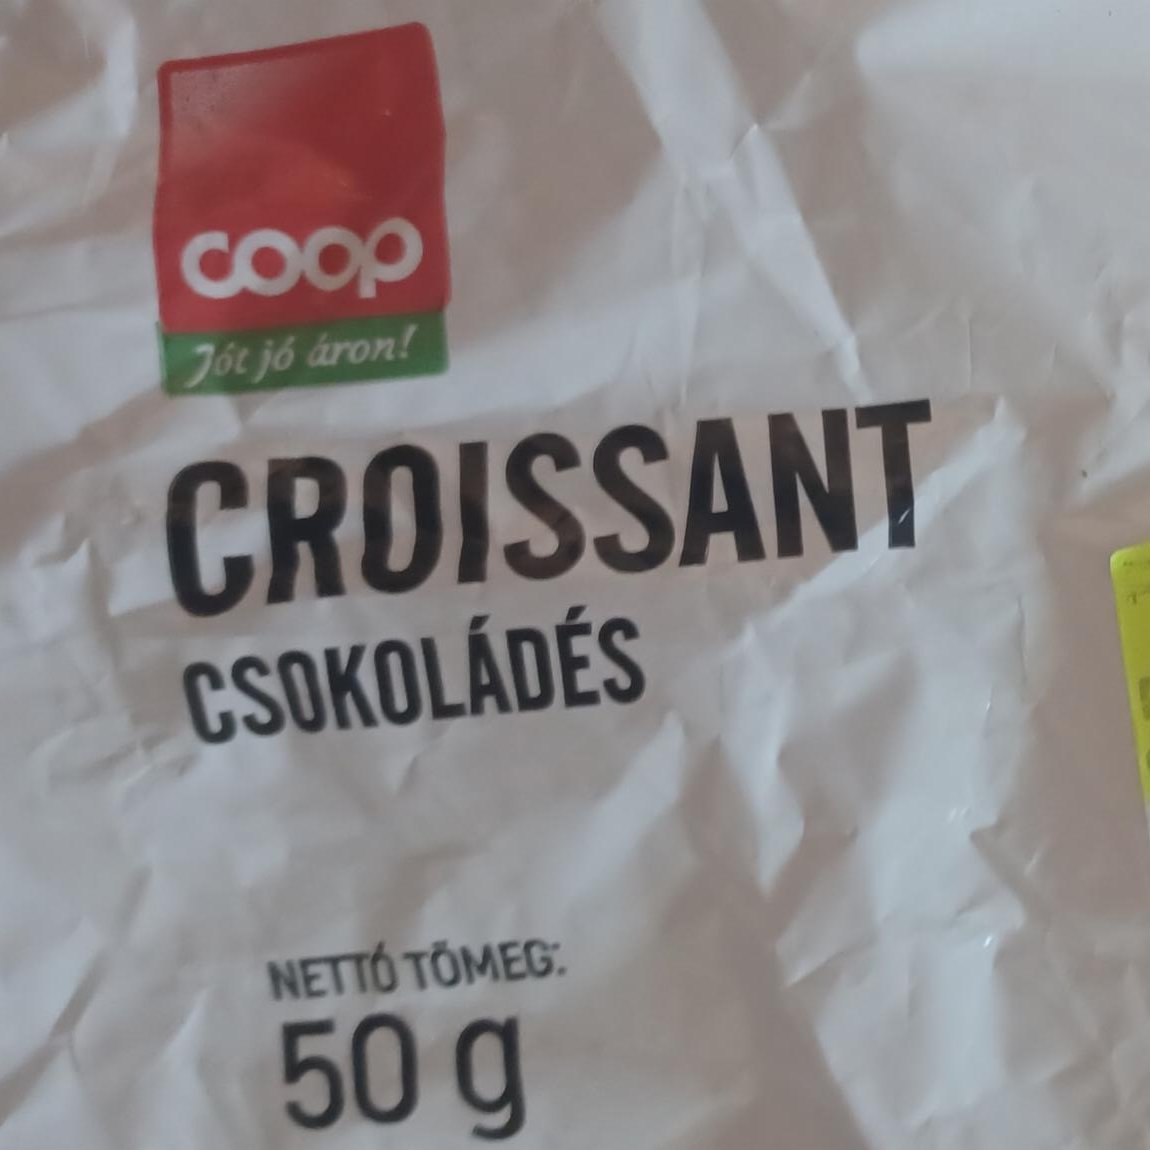 coop
Jót jó áron!
CROISSANT
CSOKOLÁDÉS
NETTÓ TÖMEG:
50 g